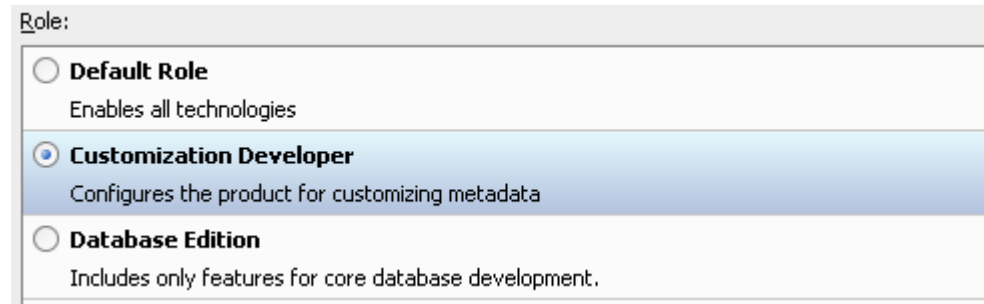 Role:
Default Role
Enables all technologies
Customization Developer
Configures the product for customizing metadata
Database Edition
Includes only features for core database development.